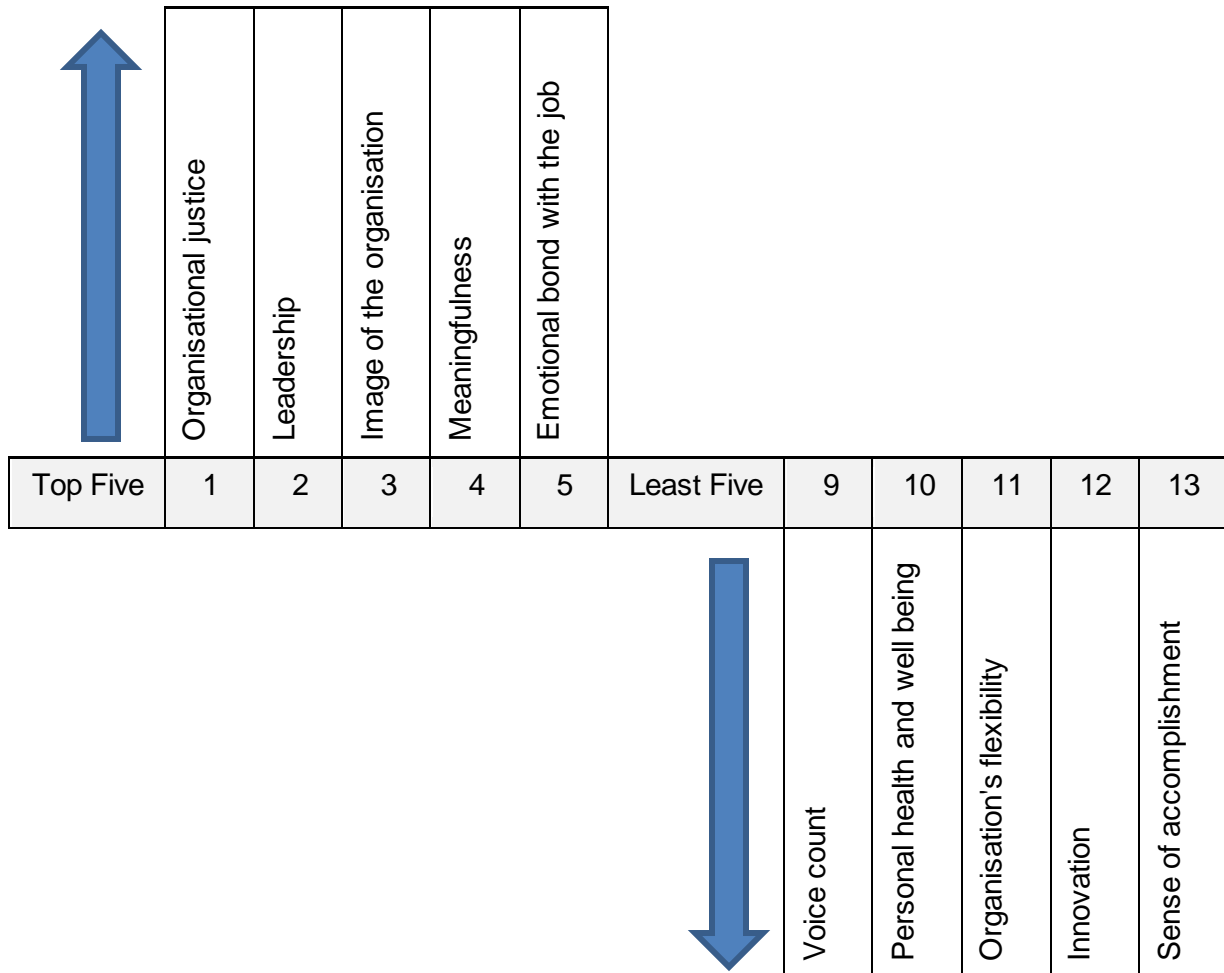 Organisational justice
Leadership
Image of the organisation
Meaningfulness
Emotional bond with the job
Top Five 1 2 3 4 5 Least Five 9 10 11 12 13
Voice count
Personal health and well being
Organisation's flexibility
Innovation
Sense of accomplishment